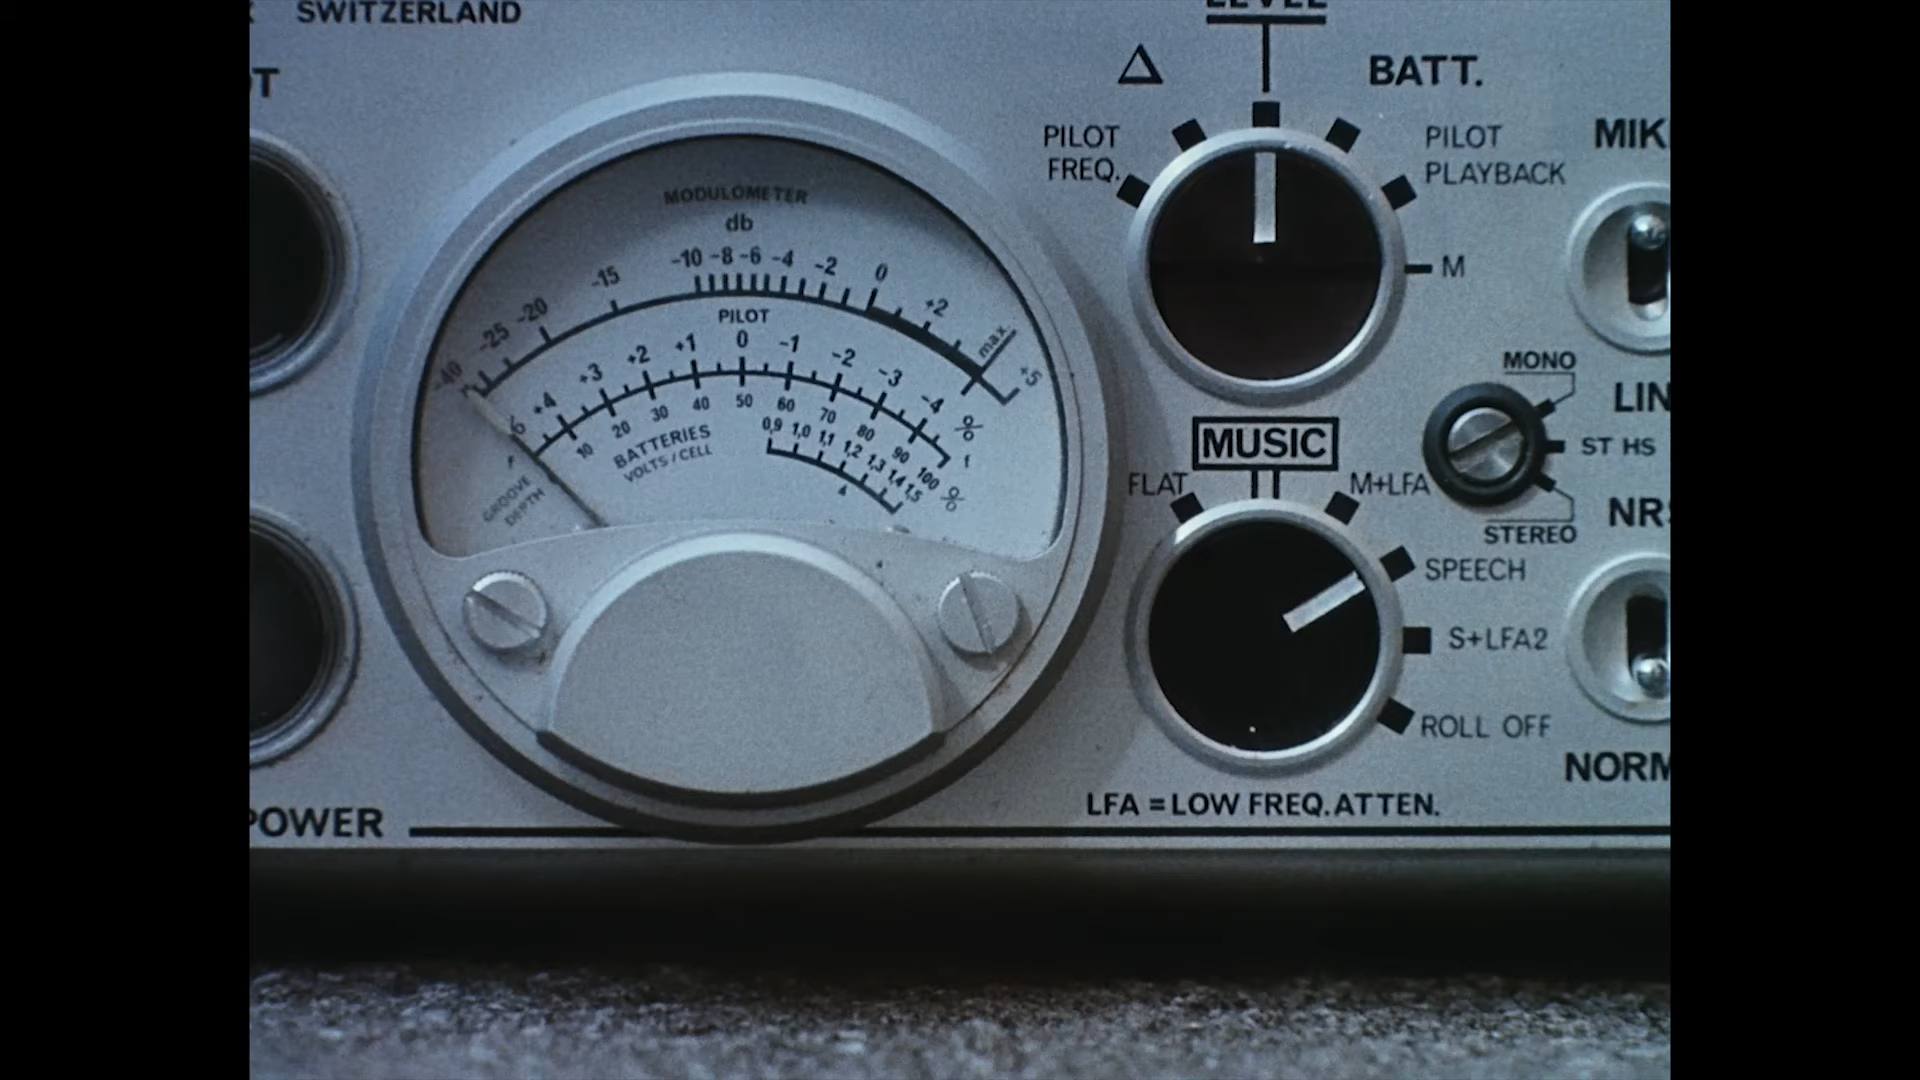 SWITZERLAND
LEVEL
Δ
BATT.
PILOT
FREQ.
PILOT
PLAYBACK
M
MODULOMETER
db
-40 -25 -20 -15 -10 -8 -6 -4 -2 0 +2 max. +5
PILOT
+4 +3 +2 +1 0 -1 -2 -3 -4 %
10 20 30 40 50 60 70 80 90 100 %
BATTERIES
VOLTS/CELL
0,9 1,0 1,1 1,2 1,3 1,4 1,5
GROOVE
DEPTH
MONO
ST HS
STEREO
MUSIC
FLAT
M+LFA
SPEECH
S+LFA2
ROLL OFF
LFA = LOW FREQ. ATTEN.
POWER